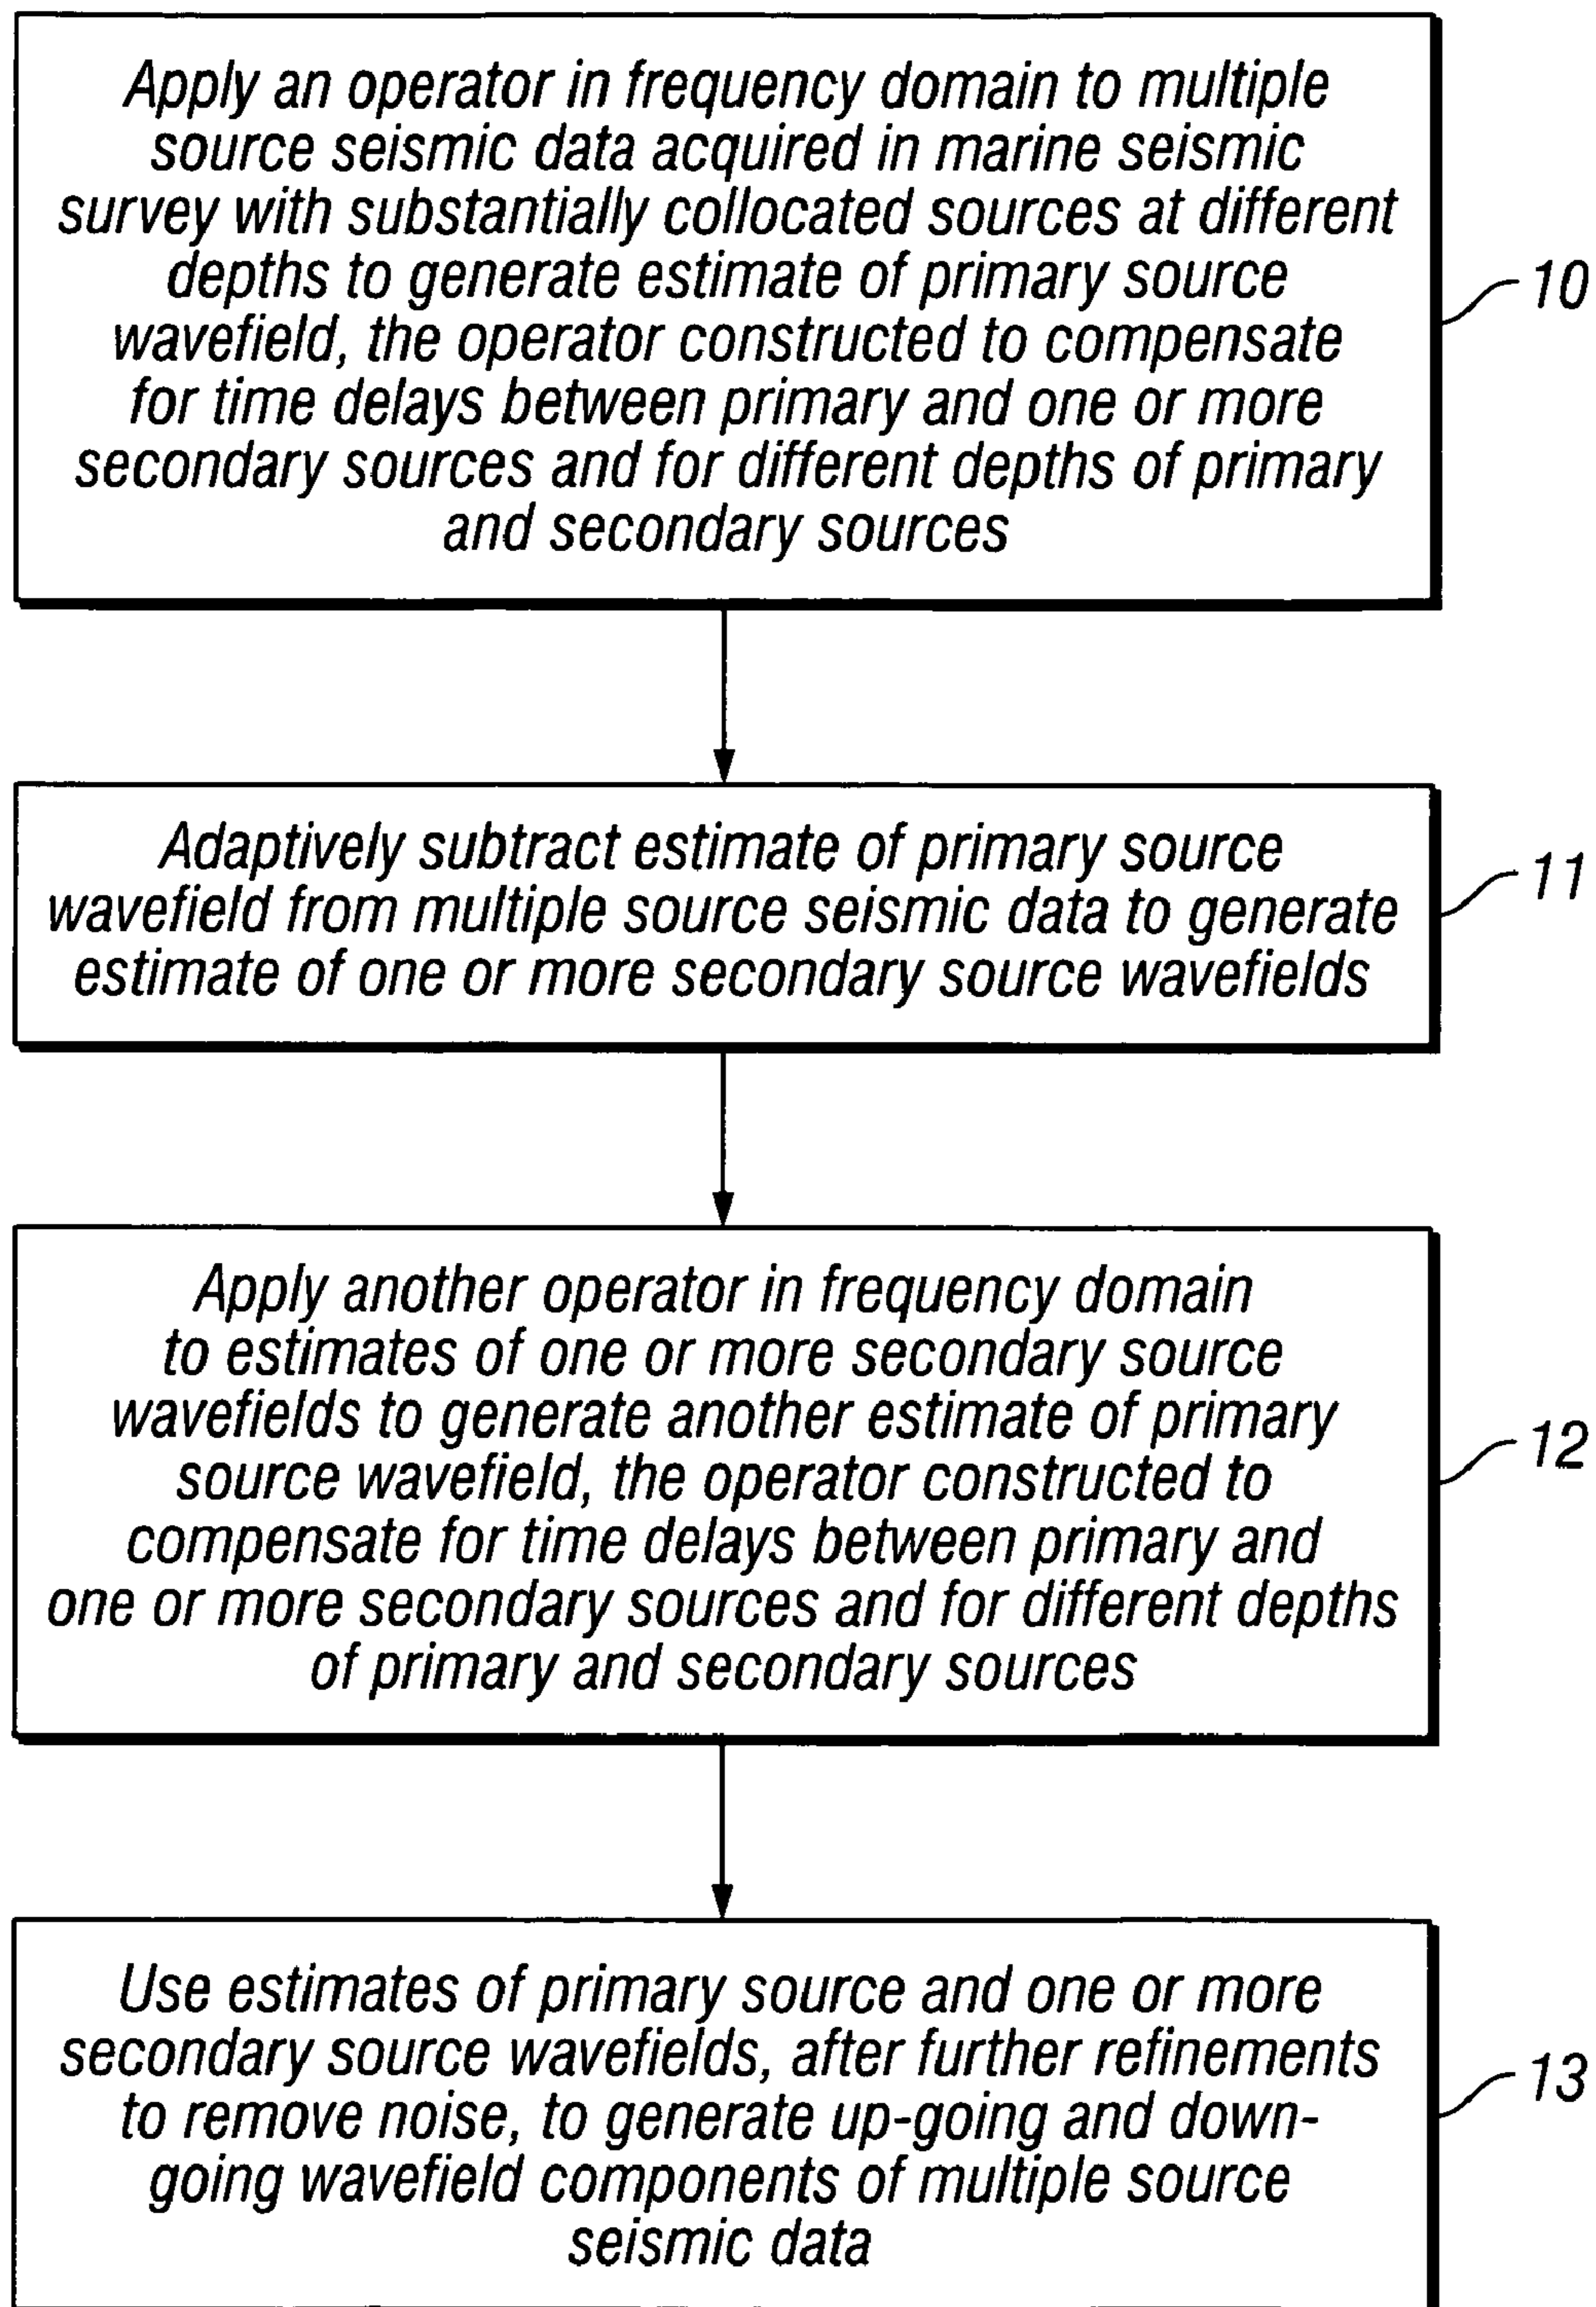 Apply an operator in frequency domain to multiple
source seismic data acquired in marine seismic
survey with substantially collocated sources at different
depths to generate estimate of primary source
wavefield, the operator constructed to compensate
for time delays between primary and one or more
secondary sources and for different depths of primary
and secondary sources
10
Adaptively subtract estimate of primary source
wavefield from multiple source seismic data to generate
estimate of one or more secondary source wavefields
11
Apply another operator in frequency domain
to estimates of one or more secondary source
wavefields to generate another estimate of primary
source wavefield, the operator constructed to
compensate for time delays between primary and
one or more secondary sources and for different depths
of primary and secondary sources
12
Use estimates of primary source and one or more
secondary source wavefields, after further refinements
to remove noise, to generate up-going and down-
going wavefield components of multiple source
seismic data
13